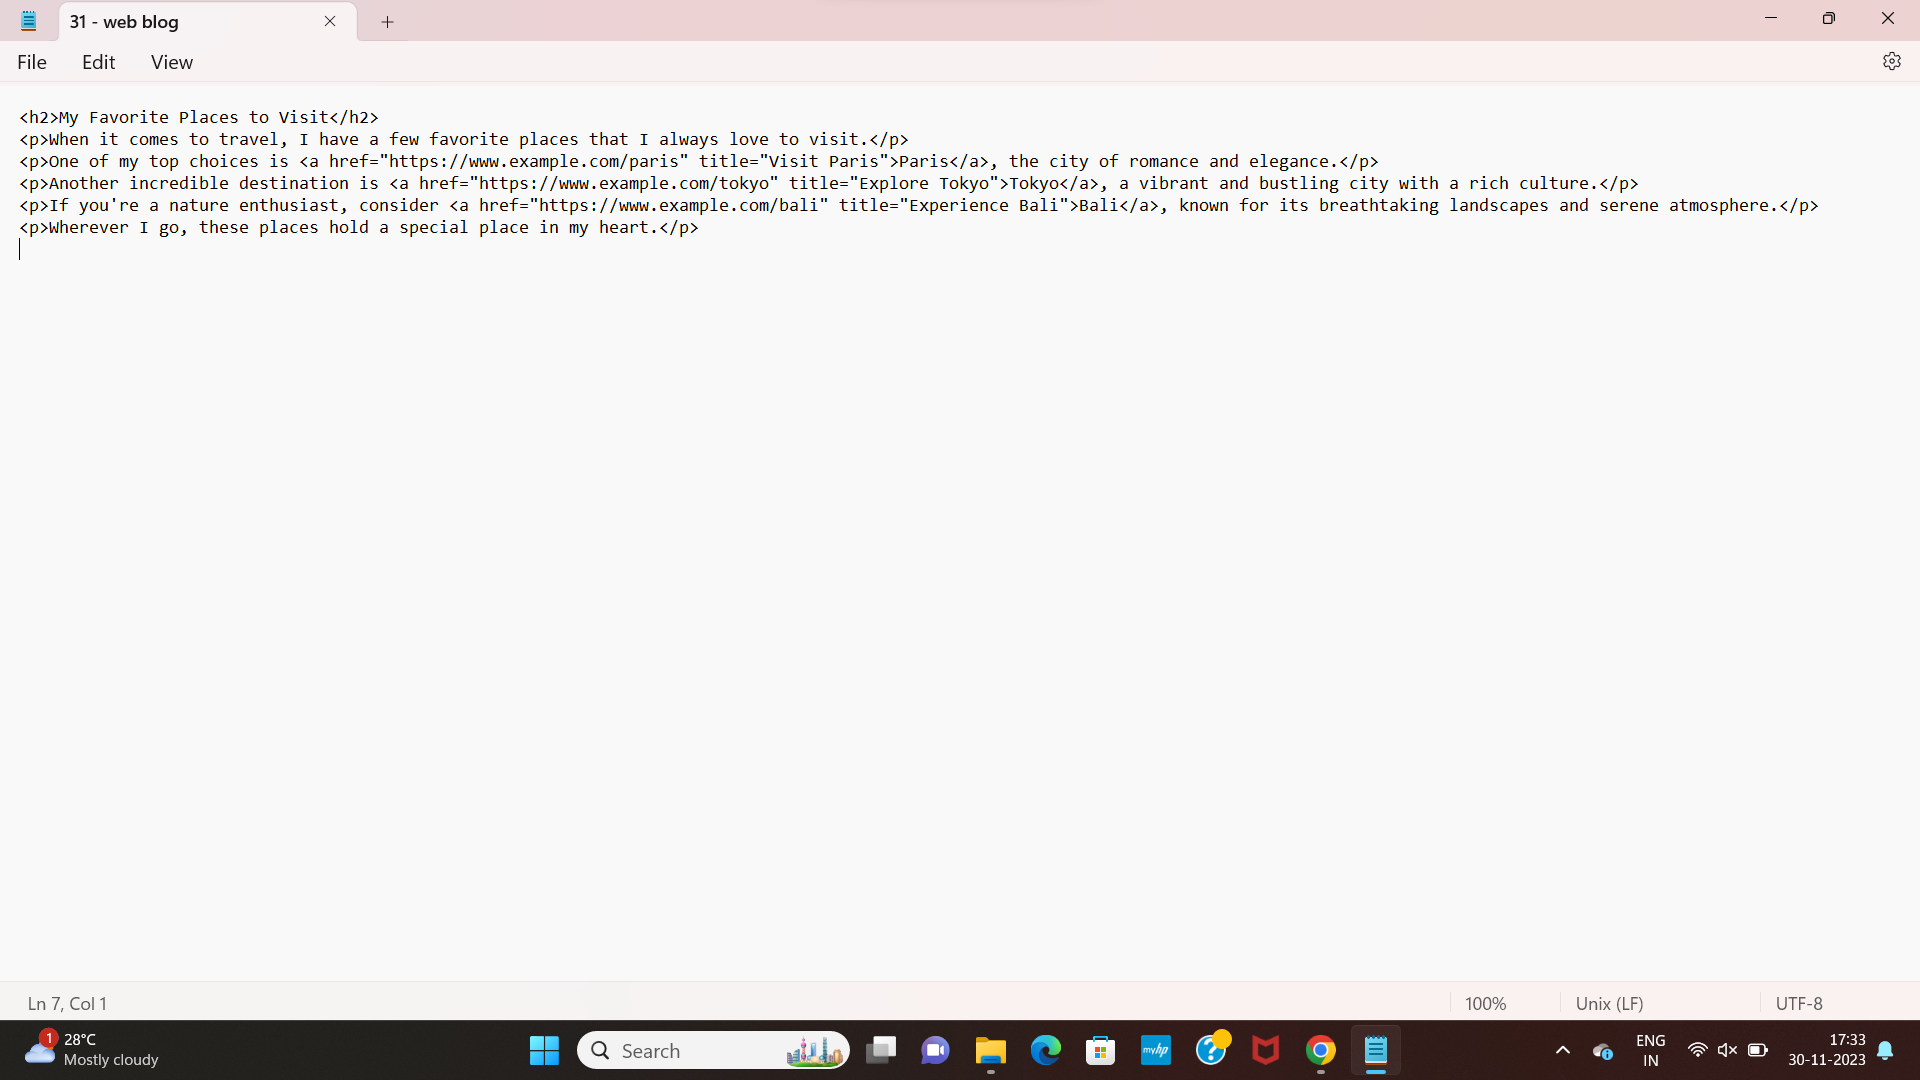 31 - web blog
File Edit View
<h2>My Favorite Places to Visit</h2>
<p>When it comes to travel, I have a few favorite places that I always love to visit.</p>
<p>One of my top choices is <a href="https://www.example.com/paris" title="Visit Paris">Paris</a>, the city of romance and elegance.</p>
<p>Another incredible destination is <a href="https://www.example.com/tokyo" title="Explore Tokyo">Tokyo</a>, a vibrant and bustling city with a rich culture.</p>
<p>If you're a nature enthusiast, consider <a href="https://www.example.com/bali" title="Experience Bali">Bali</a>, known for its breathtaking landscapes and serene atmosphere.</p>
<p>Wherever I go, these places hold a special place in my heart.</p>
Ln 7, Col 1 100% Unix (LF) UTF-8
1 28°C
Mostly cloudy
Search
myhp
ENG
IN
17:33
30-11-2023